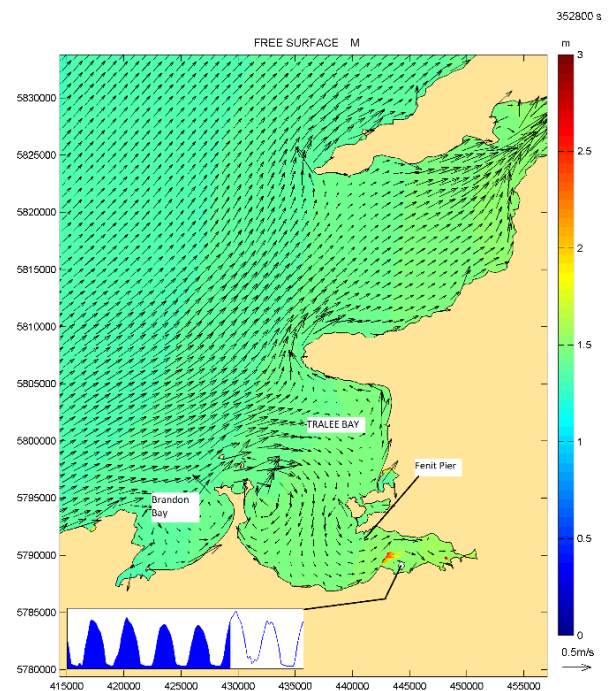 352800 s
FREE SURFACE M
m
5830000
5825000
5820000
5815000
5810000
5805000
5800000
5795000
5790000
5785000
5780000
TRALEE BAY
Fenit Pier
Brandon
Bay
3
2.5
2
1.5
1
0.5
0
0.5m/s
415000 420000 425000 430000 435000 440000 445000 450000 455000